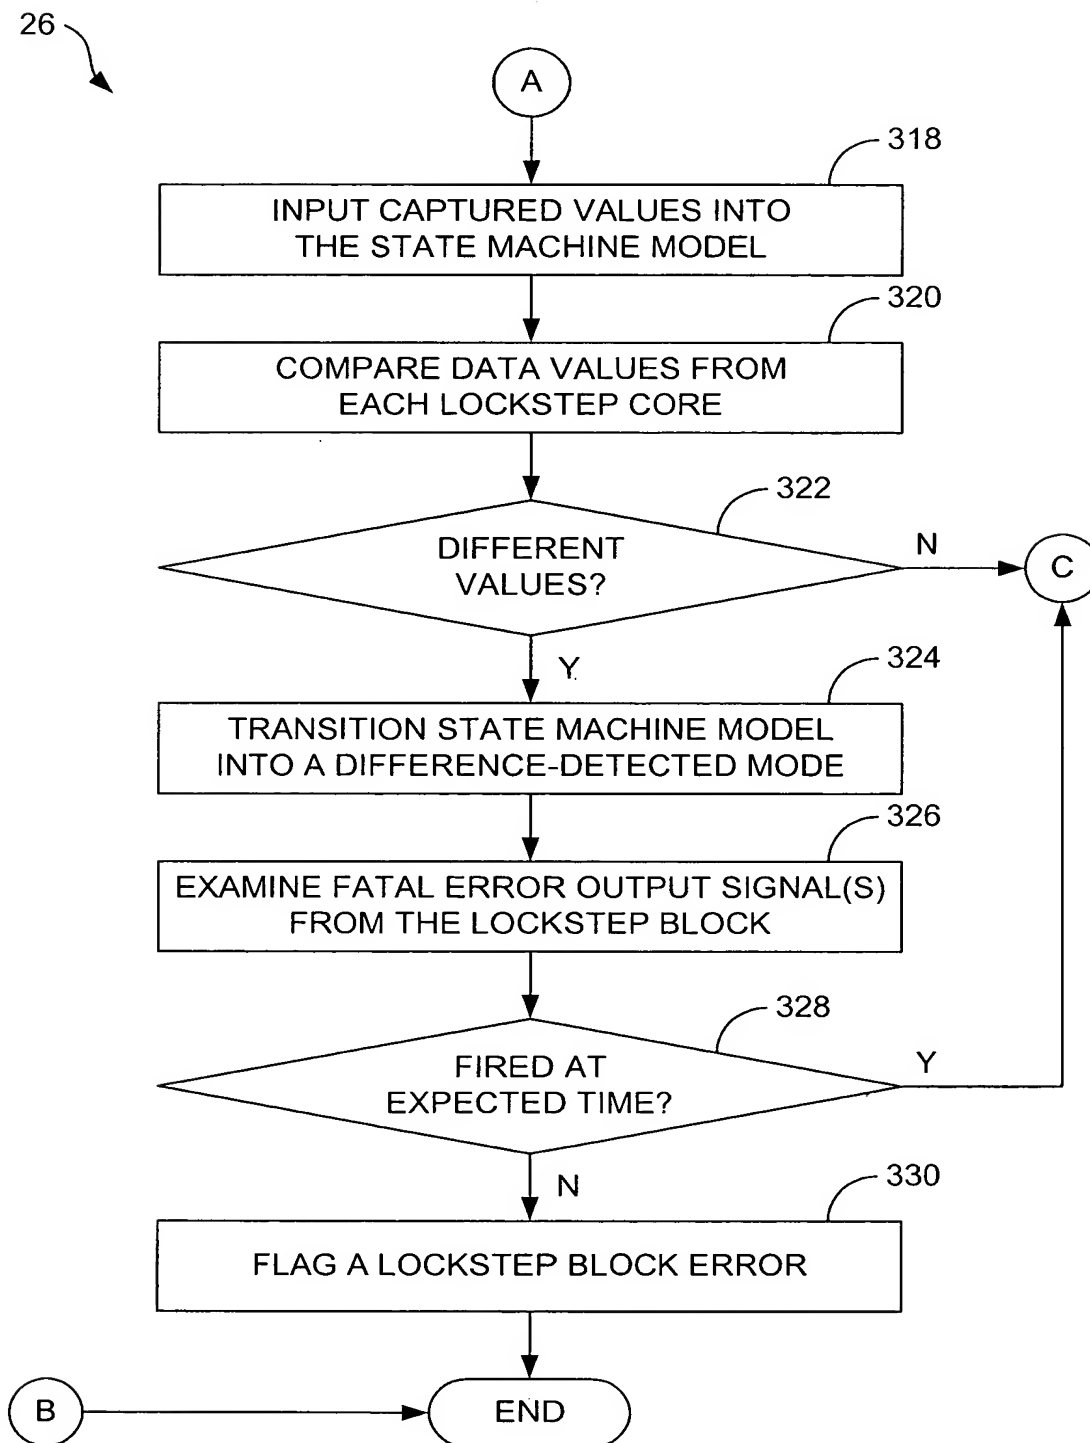 26
A
318
INPUT CAPTURED VALUES INTO
THE STATE MACHINE MODEL
320
COMPARE DATA VALUES FROM
EACH LOCKSTEP CORE
322
DIFFERENT
VALUES?
N
C
Y
324
TRANSITION STATE MACHINE MODEL
INTO A DIFFERENCE-DETECTED MODE
326
EXAMINE FATAL ERROR OUTPUT SIGNAL(S)
FROM THE LOCKSTEP BLOCK
328
FIRED AT
EXPECTED TIME?
Y
N
330
FLAG A LOCKSTEP BLOCK ERROR
B
END